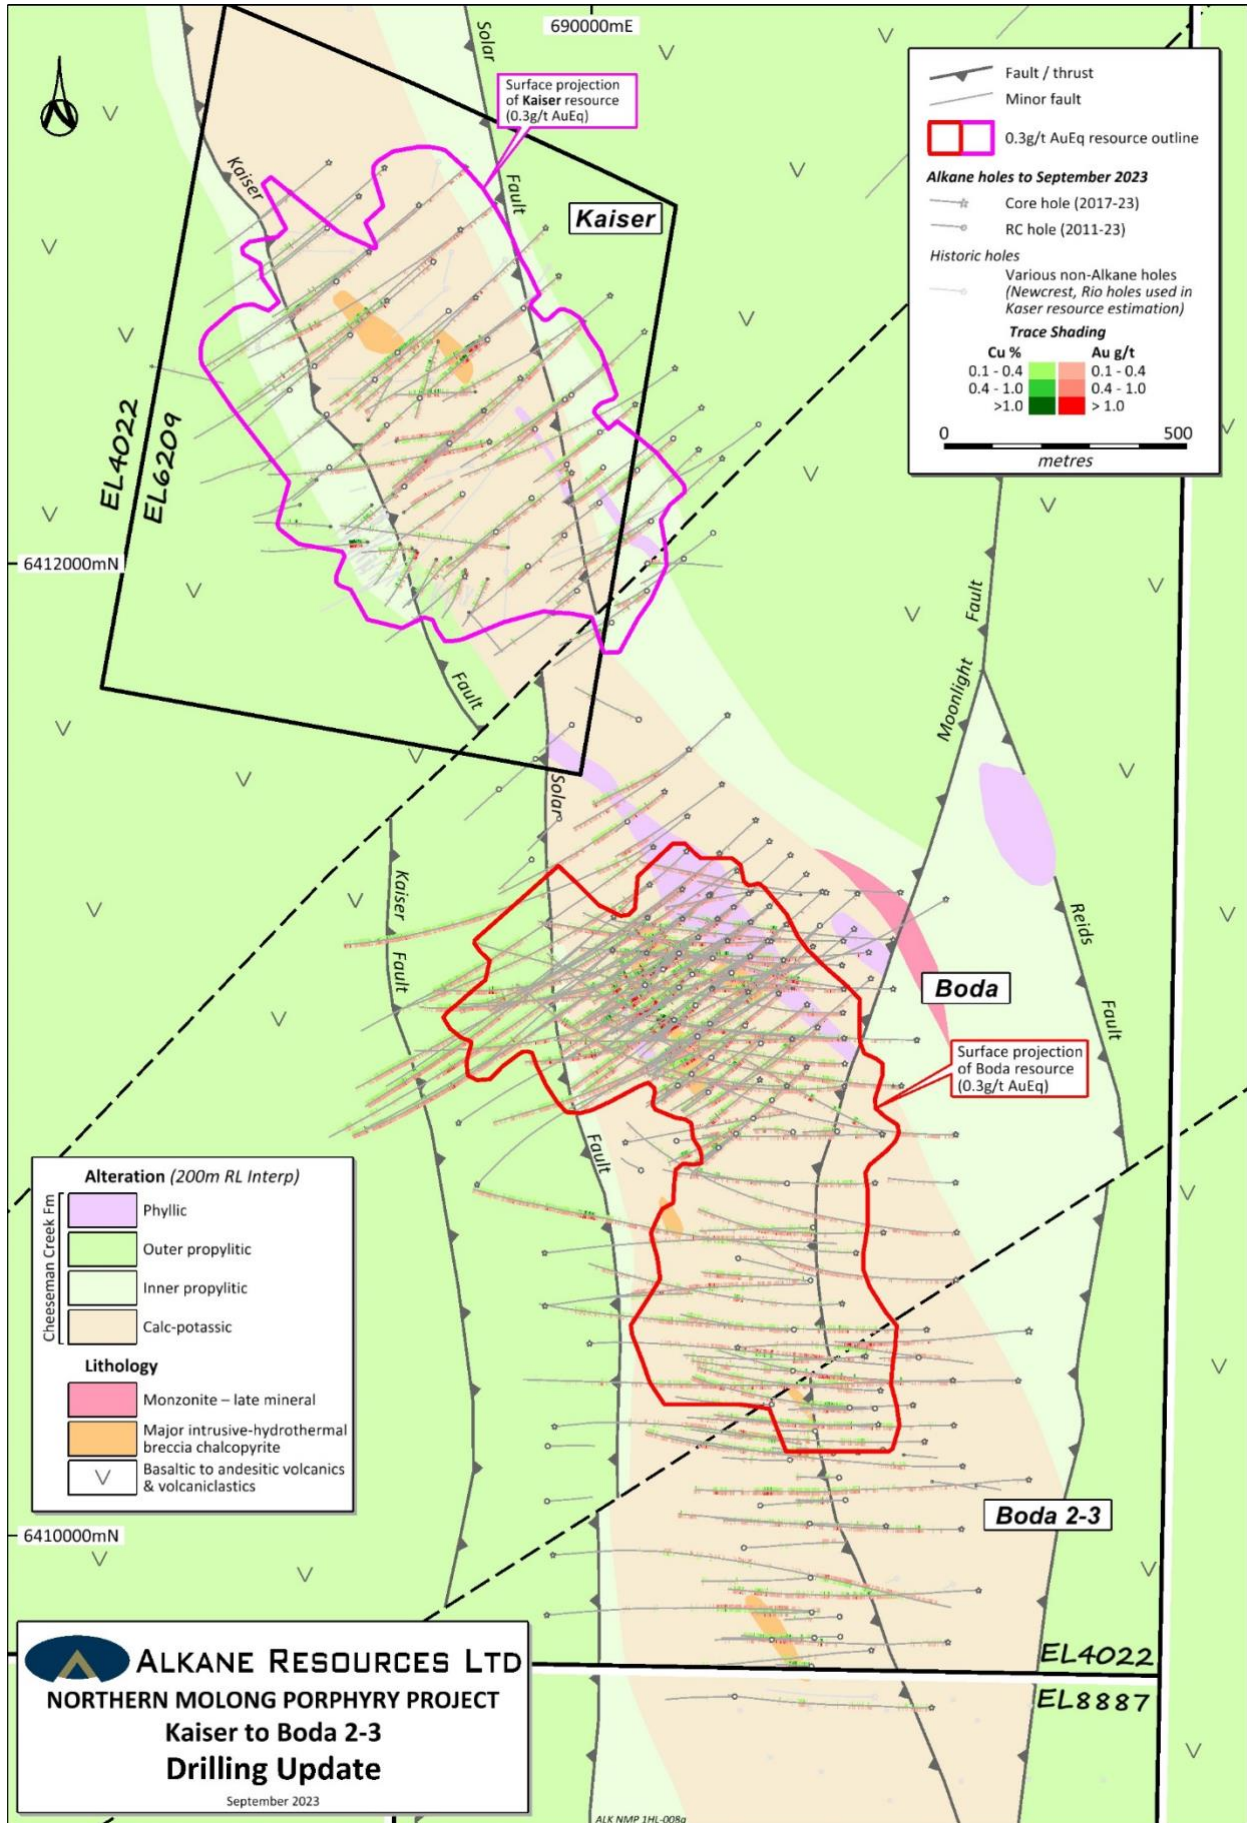 690000mE
Solar
Fault
Surface projection
of Kaiser resource
(0.3g/t AuEq)
Kaiser
Kaiser
Fault
EL4022
EL6209
6412000mN
Fault / thrust
Minor fault
0.3g/t AuEq resource outline
Alkane holes to September 2023
Core hole (2017-23)
RC hole (2011-23)
Historic holes
Various non-Alkane holes
(Newcrest, Rio holes used in
Kaser resource estimation)
Trace Shading
Cu %
Au g/t
0.1 - 0.4
0.1 - 0.4
0.4 - 1.0
0.4 - 1.0
>1.0
> 1.0
0
500
metres
Moonlight
Fault
Solar
Fault
Kaiser
Fault
Reids
Fault
Boda
Surface projection
of Boda resource
(0.3g/t AuEq)
Alteration (200m RL Interp)
Cheeseman Creek Fm
Phyllic
Outer propylitic
Inner propylitic
Calc-potassic
Lithology
Monzonite – late mineral
Major intrusive-hydrothermal
breccia chalcopyrite
Basaltic to andesitic volcanics
& volcaniclastics
6410000mN
Boda 2-3
EL4022
EL8887
ALKANE RESOURCES LTD
NORTHERN MOLONG PORPHYRY PROJECT
Kaiser to Boda 2-3
Drilling Update
September 2023
ALK NMP 1HL-008g